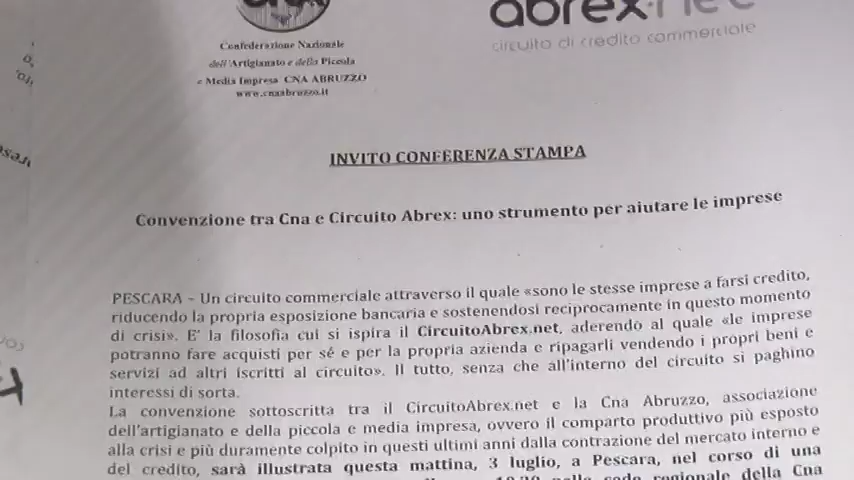 abrex.net
circuito di credito commerciale
Confederazione Nazionale
dell'Artigianato e della Piccola
e Media Impresa CNA ABRUZZO
www.cnaabruzzo.it
INVITO CONFERENZA STAMPA
Convenzione tra Cna e Circuito Abrex: uno strumento per aiutare le imprese
PESCARA – Un circuito commerciale attraverso il quale «sono le stesse imprese a farsi credito,
riducendo la propria esposizione bancaria e sostenendosi reciprocamente in questo momento
di crisi». E' la filosofia cui si ispira il CircuitoAbrex.net, aderendo al quale «le imprese
potranno fare acquisti per sé e per la propria azienda e ripagarli vendendo i propri beni e
servizi ad altri iscritti al circuito». Il tutto, senza che all'interno del circuito si paghino
interessi di sorta.
La convenzione sottoscritta tra il CircuitoAbrex.net e la Cna Abruzzo, associazione
dell'artigianato e della piccola e media impresa, ovvero il comparto produttivo più esposto
alla crisi e più duramente colpito in questi ultimi anni dalla contrazione del mercato interno e
del credito, sarà illustrata questa mattina, 3 luglio, a Pescara, nel corso di una
sede regionale della Cna